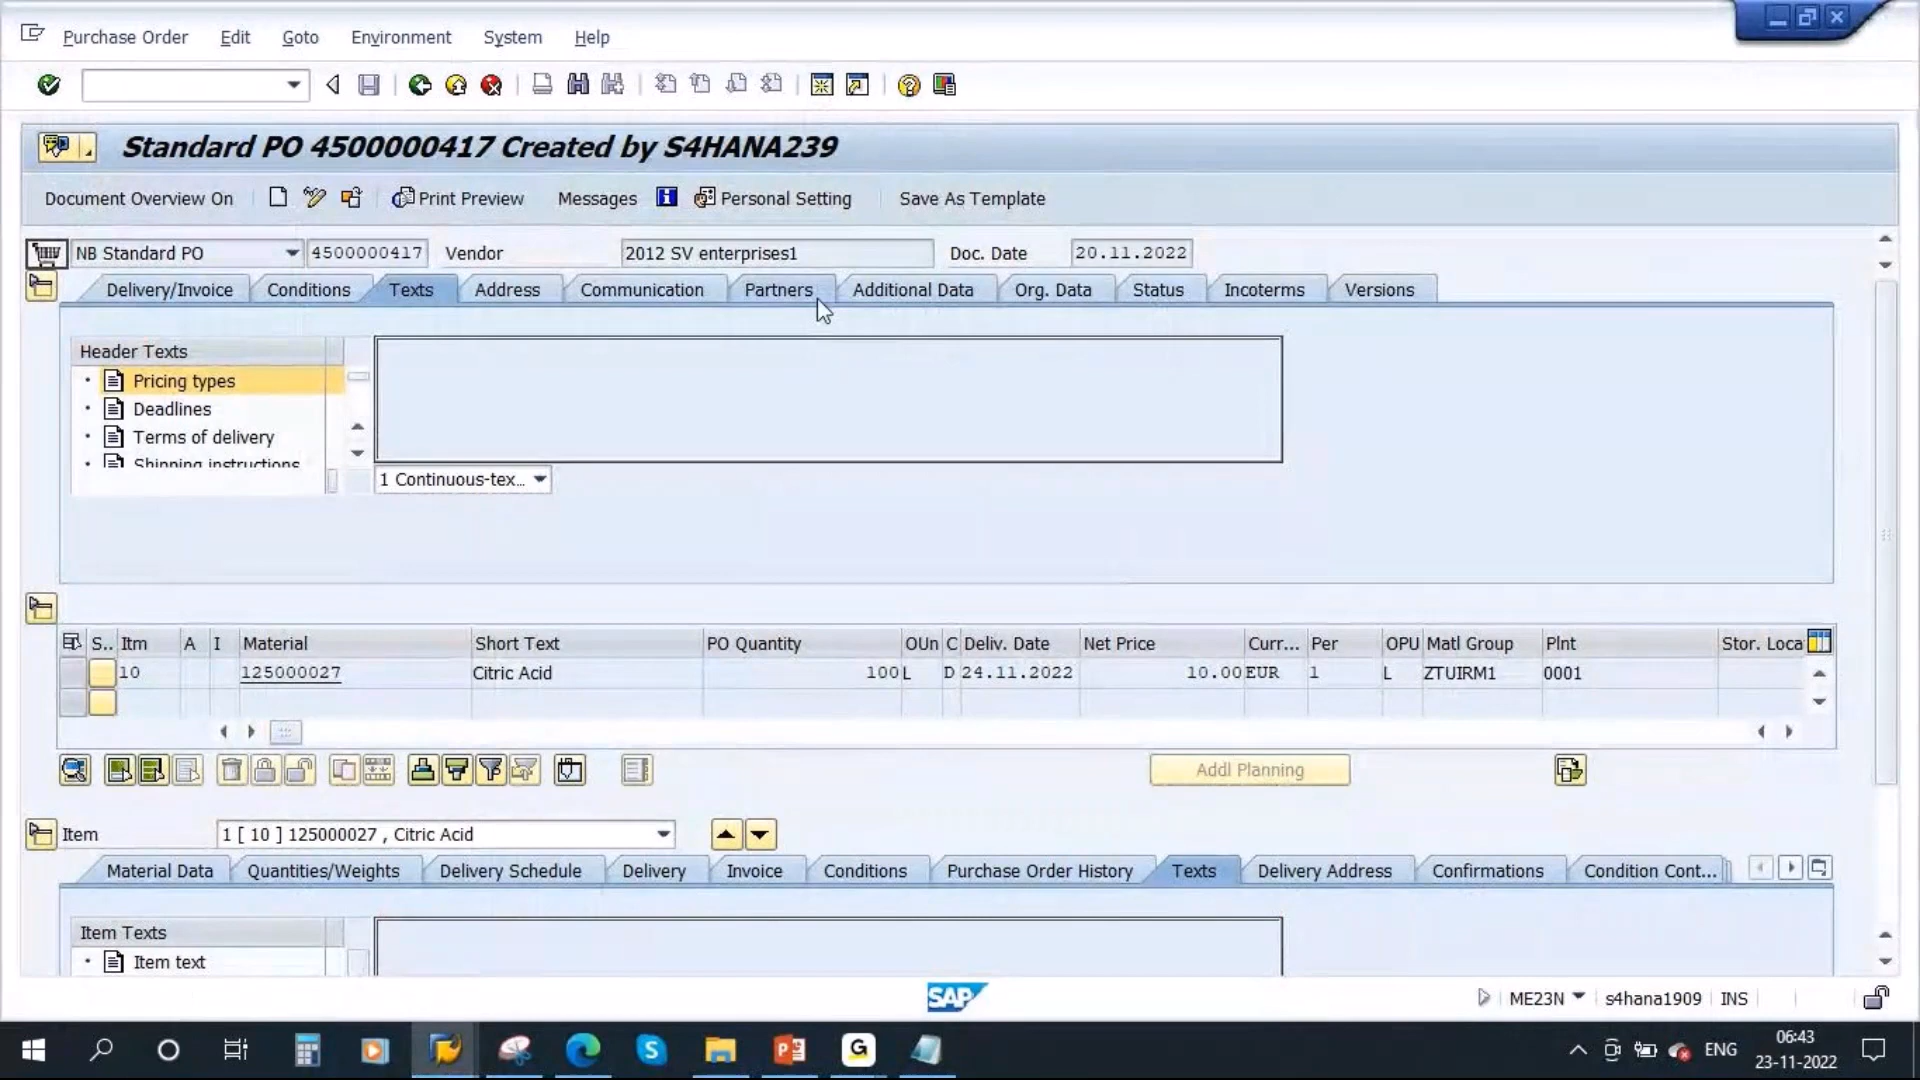 Purchase Order Edit Goto Environment System Help
Standard PO 4500000417 Created by S4HANA239
Document Overview On Print Preview Messages Personal Setting Save As Template
NB Standard PO 4500000417 Vendor 2012 SV enterprises1 Doc. Date 20.11.2022
Delivery/Invoice Conditions Texts Address Communication Partners Additional Data Org. Data Status Incoterms Versions
Header Texts
Pricing types
Deadlines
Terms of delivery
Shipping instructions
1 Continuous-tex...
S.. Itm A I Material Short Text PO Quantity OUn C Deliv. Date Net Price Curr... Per OPU Matl Group Plnt Stor. Loca
10 125000027 Citric Acid 100 L D 24.11.2022 10.00 EUR 1 L ZTUIRM1 0001
Addl Planning
Item 1 [ 10 ] 125000027 , Citric Acid
Material Data Quantities/Weights Delivery Schedule Delivery Invoice Conditions Purchase Order History Texts Delivery Address Confirmations Condition Cont...
Item Texts
Item text
SAP
ME23N s4hana1909 INS
ENG 06:43
23-11-2022